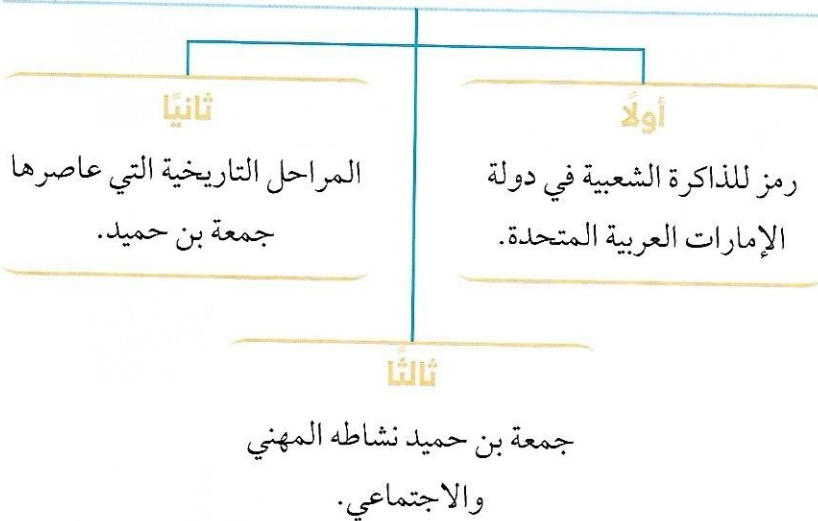 أولًا
رمز للذاكرة الشعبية في دولة
الإمارات العربية المتحدة.
ثانيًا
المراحل التاريخية التي عاصرها
جمعة بن حميد.
ثالثًا
جمعة بن حميد نشاطه المهني
والاجتماعي.